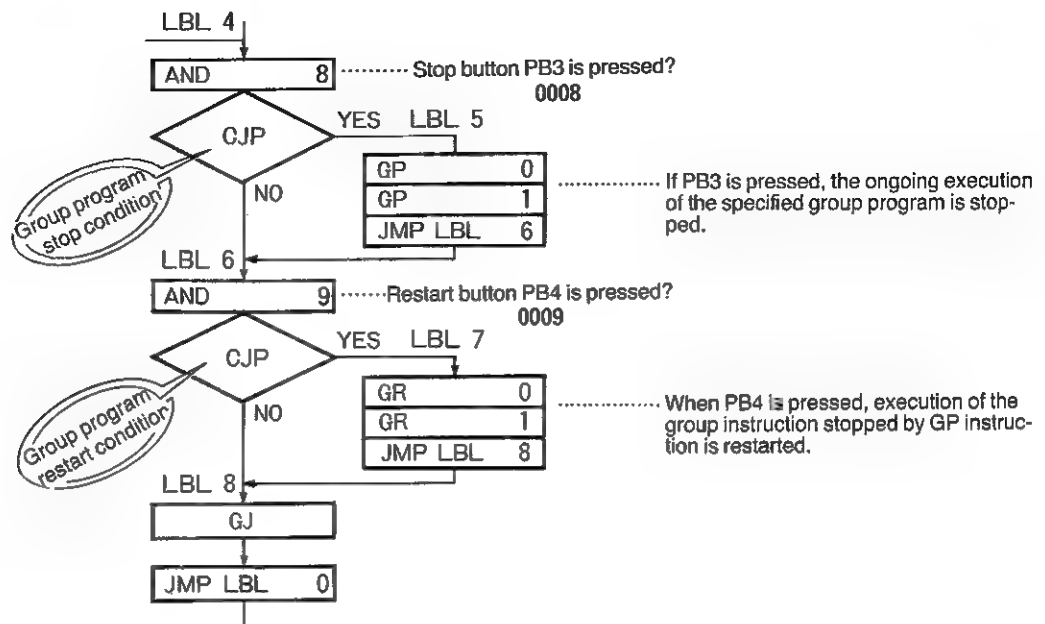 LBL 4
AND 8 Stop button PB3 is pressed?
0008
CJP
YES LBL 5
NO
Group program
stop condition
GP 0
GP 1
JMP LBL 6
If PB3 is pressed, the ongoing execution
of the specified group program is stop-
ped.
LBL 6
AND 9 Restart button PB4 is pressed?
0009
CJP
YES LBL 7
NO
Group program
restart condition
GR 0
GR 1
JMP LBL 8
When PB4 is pressed, execution of the
group instruction stopped by GP instruc-
tion is restarted.
LBL 8
GJ
JMP LBL 0